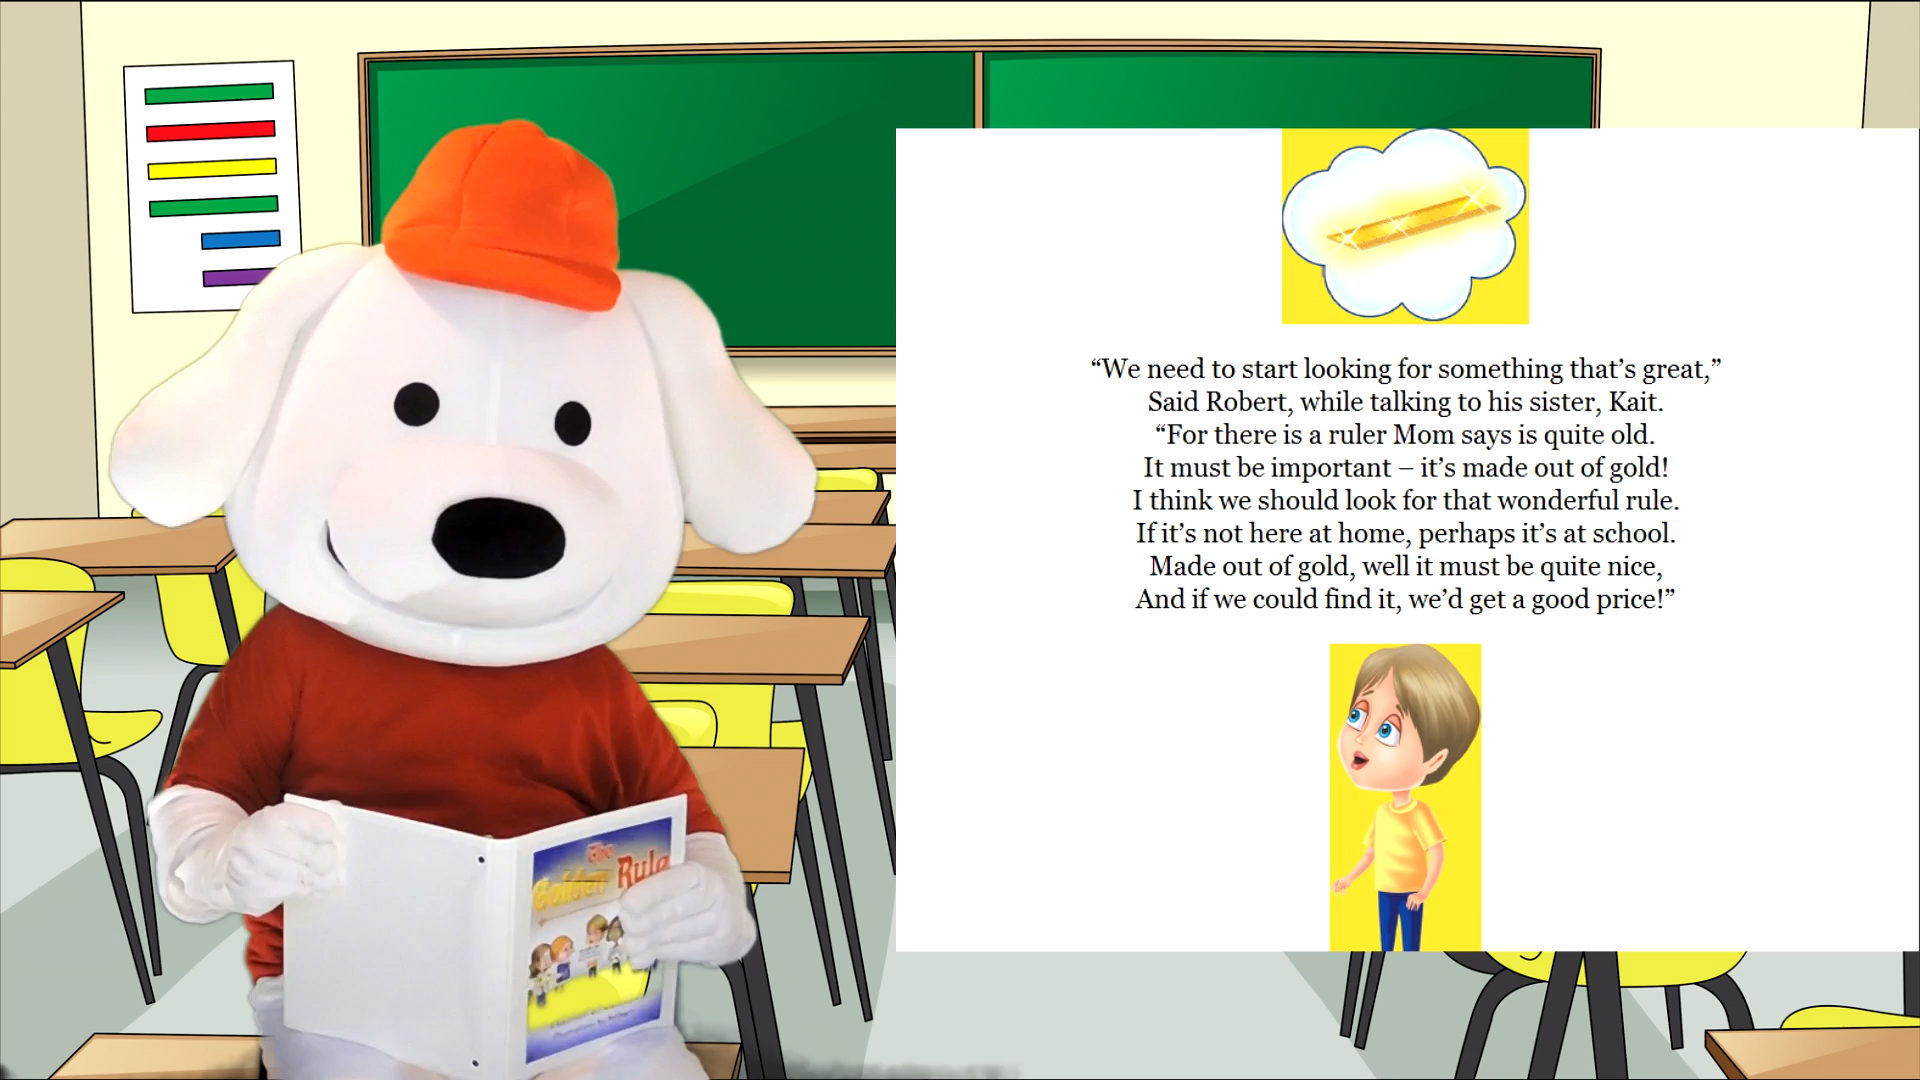 “We need to start looking for something that’s great,”
Said Robert, while talking to his sister, Kait.
“For there is a ruler Mom says is quite old.
It must be important – it’s made out of gold!
I think we should look for that wonderful rule.
If it’s not here at home, perhaps it’s at school.
Made out of gold, well it must be quite nice,
And if we could find it, we’d get a good price!”
The
Golden Rule